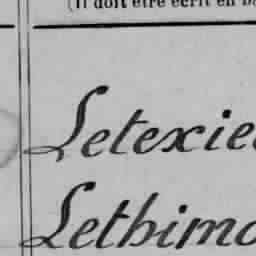 (Il doit être écrit en
Letexie
Lethimo